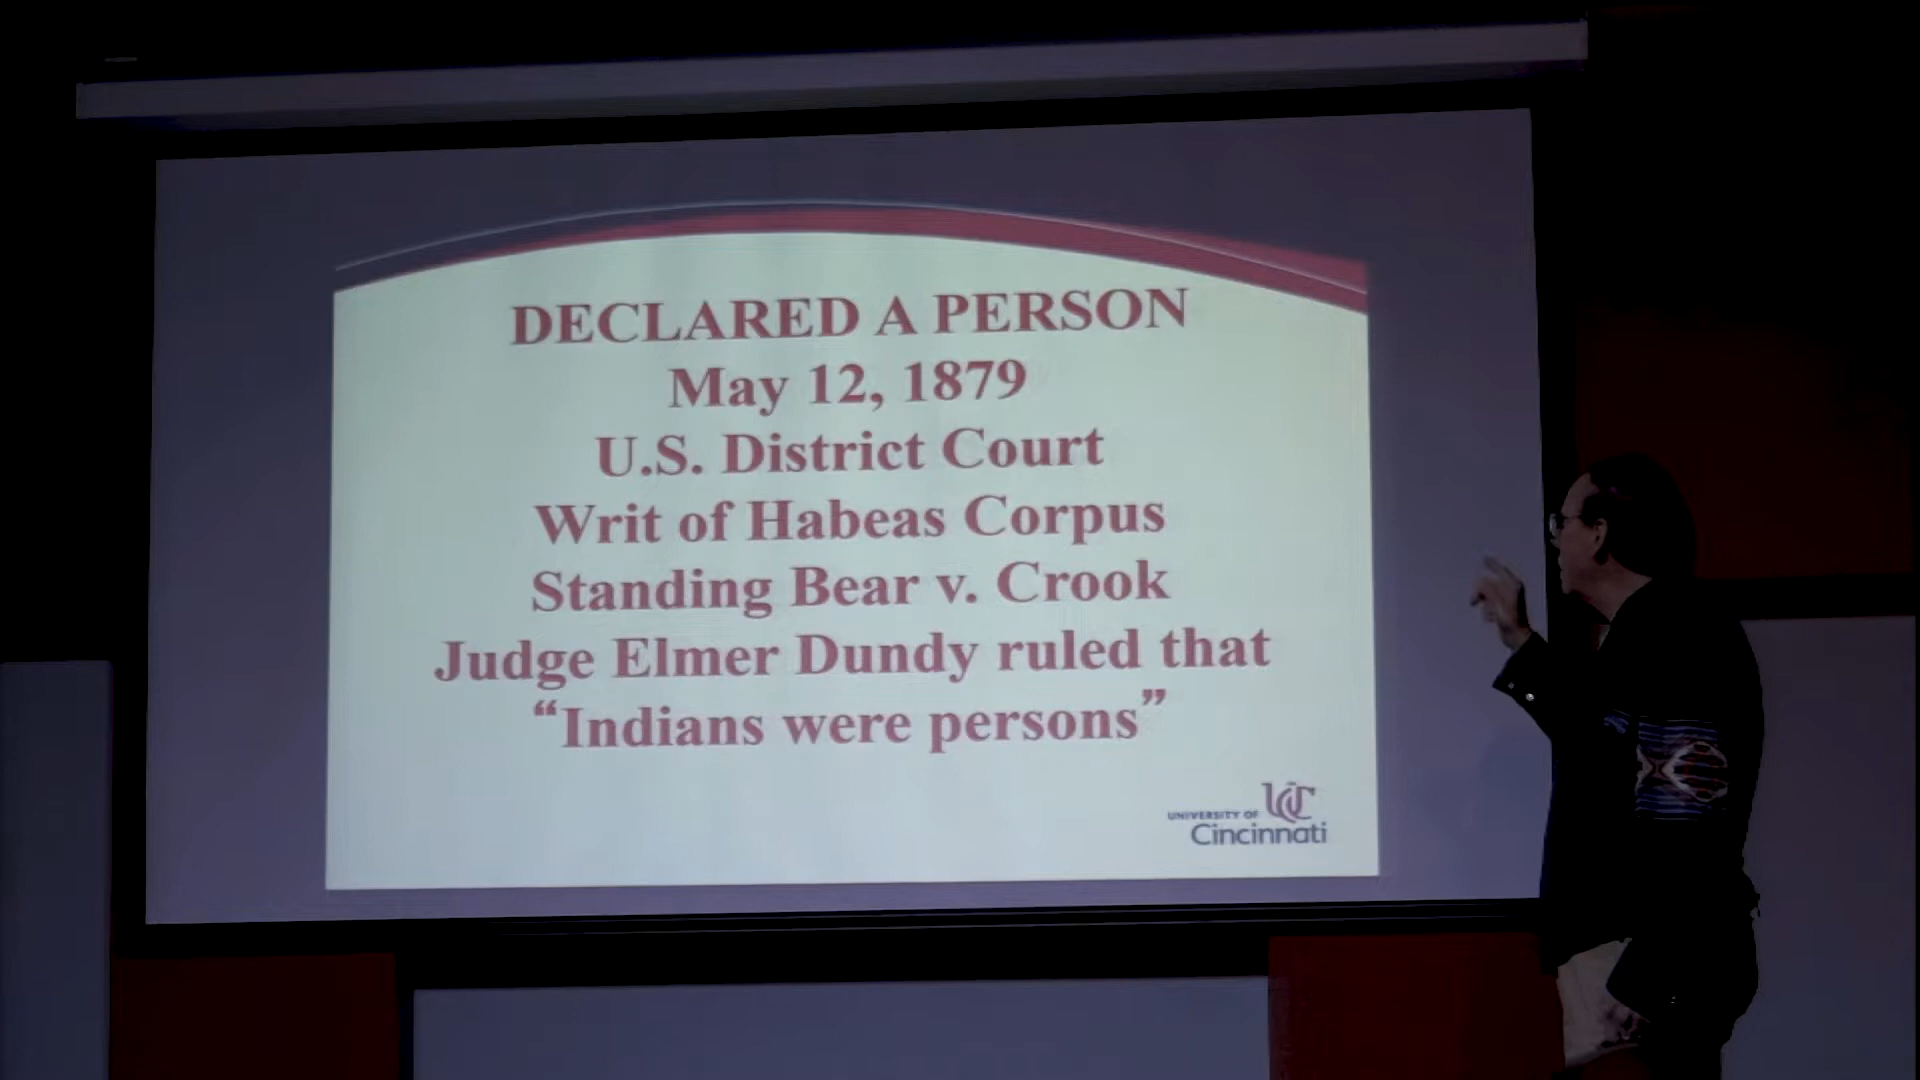 DECLARED A PERSON
May 12, 1879
U.S. District Court
Writ of Habeas Corpus
Standing Bear v. Crook
Judge Elmer Dundy ruled that
“Indians were persons”
UC
UNIVERSITY OF
Cincinnati